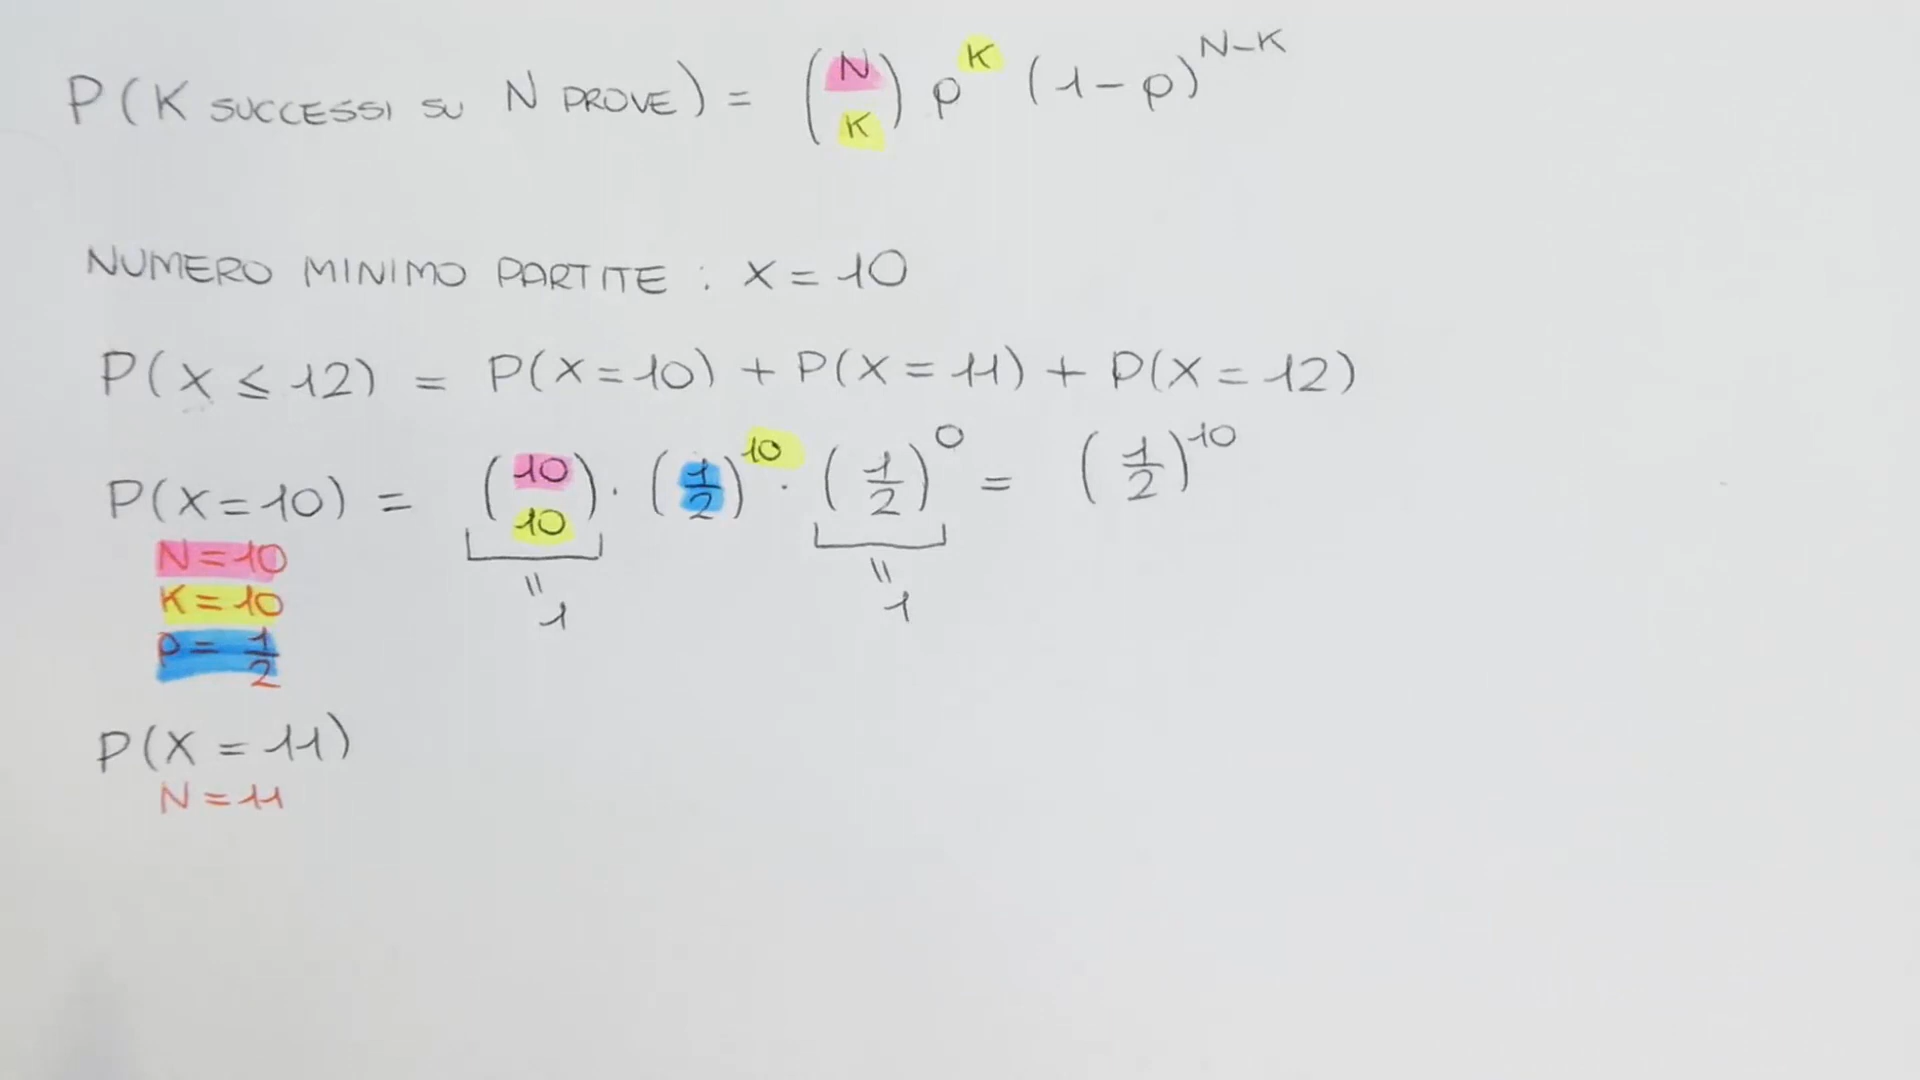 P(K SUCCESSI SU N PROVE) = (N K) p^K (1-p)^N-K
NUMERO MINIMO PARTITE : X = 10
P(X ≤ 12) = P(X=10) + P(X=11) + P(X=12)
P(X=10) = (10 10) · (1/2)^10 · (1/2)^0 = (1/2)^10
N=10
K=10
p=1/2
" 1
" 1
P(X=11)
N=11